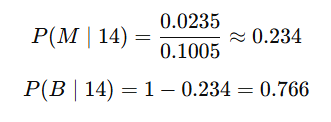 P(M | 14) = 0.0235 / 0.1005 ≈ 0.234
P(B | 14) = 1 − 0.234 = 0.766